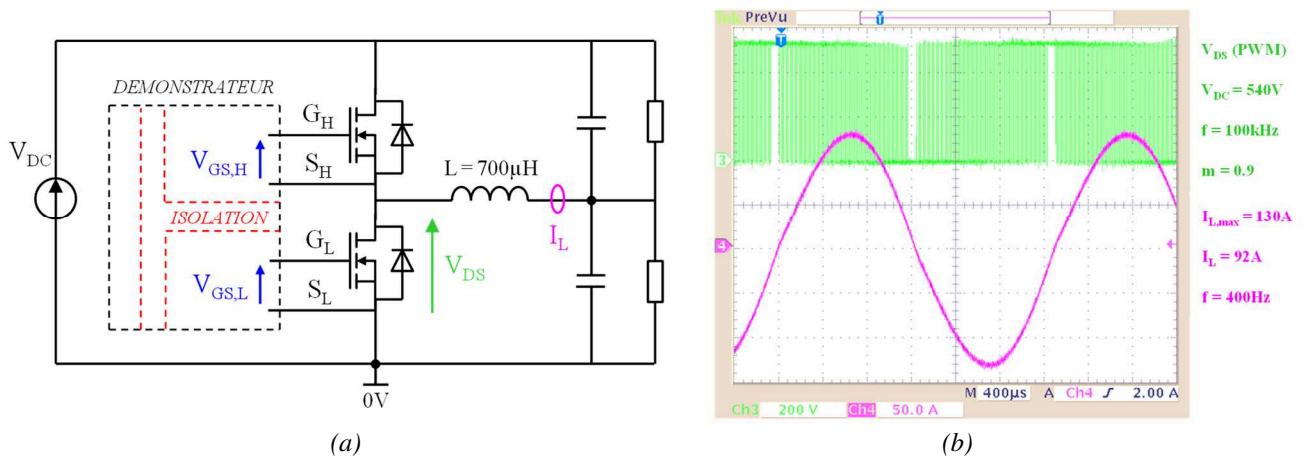 DEMONSTRATEUR
V_DC
G_H
V_GS,H
S_H
ISOLATION
G_L
V_GS,L
S_L
L = 700µH
I_L
V_DS
0V
(a)
Tek PreVu
T
T
3
4
M 400µs A Ch4 ∫ 2.00 A
Ch3 200 V Ch4 50.0 A
V_DS (PWM)
V_DC = 540V
f = 100kHz
m = 0.9
I_L,max = 130A
I_L = 92A
f = 400Hz
(b)